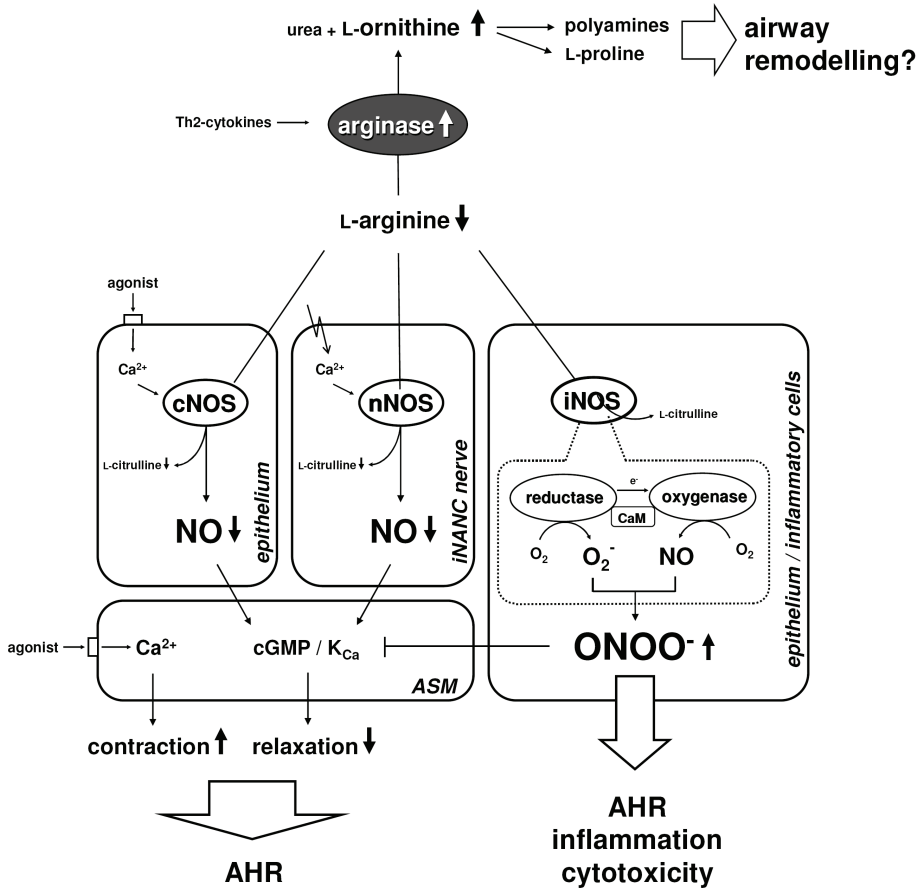 urea + L-ornithine
polyamines
L-proline
airway
remodelling?
Th2-cytokines
arginase
L-arginine
agonist
Ca2+
cNOS
L-citrulline
NO
epithelium
Ca2+
nNOS
L-citrulline
NO
iNANC nerve
iNOS
L-citrulline
reductase
e-
oxygenase
CaM
O2
O2-
NO
O2
ONOO-
epithelium / inflammatory cells
agonist
Ca2+
cGMP / KCa
ASM
contraction
relaxation
AHR
AHR
inflammation
cytotoxicity